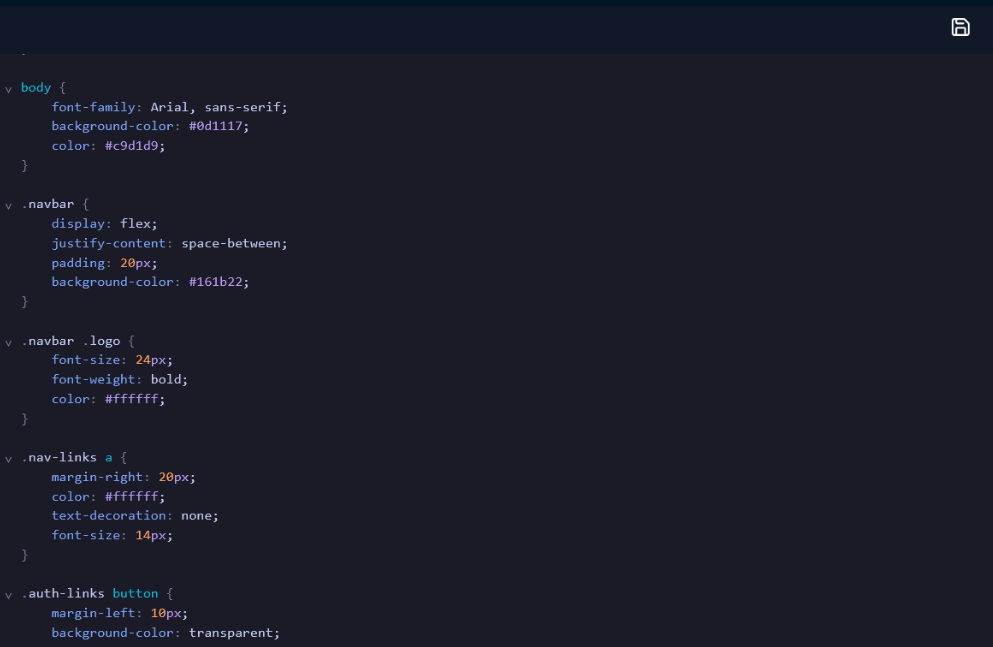 body {
    font-family: Arial, sans-serif;
    background-color: #0d1117;
    color: #c9d1d9;
}
.navbar {
    display: flex;
    justify-content: space-between;
    padding: 20px;
    background-color: #161b22;
}
.navbar .logo {
    font-size: 24px;
    font-weight: bold;
    color: #ffffff;
}
.nav-links a {
    margin-right: 20px;
    color: #ffffff;
    text-decoration: none;
    font-size: 14px;
}
.auth-links button {
    margin-left: 10px;
    background-color: transparent;